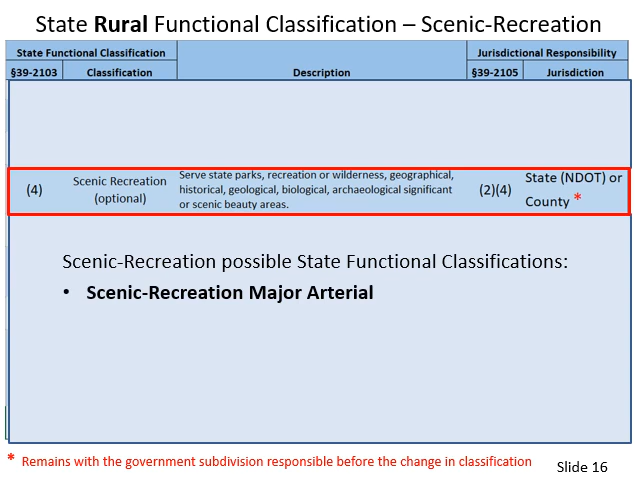 State Rural Functional Classification – Scenic-Recreation
State Functional Classification
Jurisdictional Responsibility
§39-2103
Classification
Description
§39-2105
Jurisdiction
(4)
Scenic Recreation
(optional)
Serve state parks, recreation or wilderness, geographical,
historical, geological, biological, archaeological significant
or scenic beauty areas.
(2)(4)
State (NDOT) or
County *
Scenic-Recreation possible State Functional Classifications:
• Scenic-Recreation Major Arterial
* Remains with the government subdivision responsible before the change in classification
Slide 16